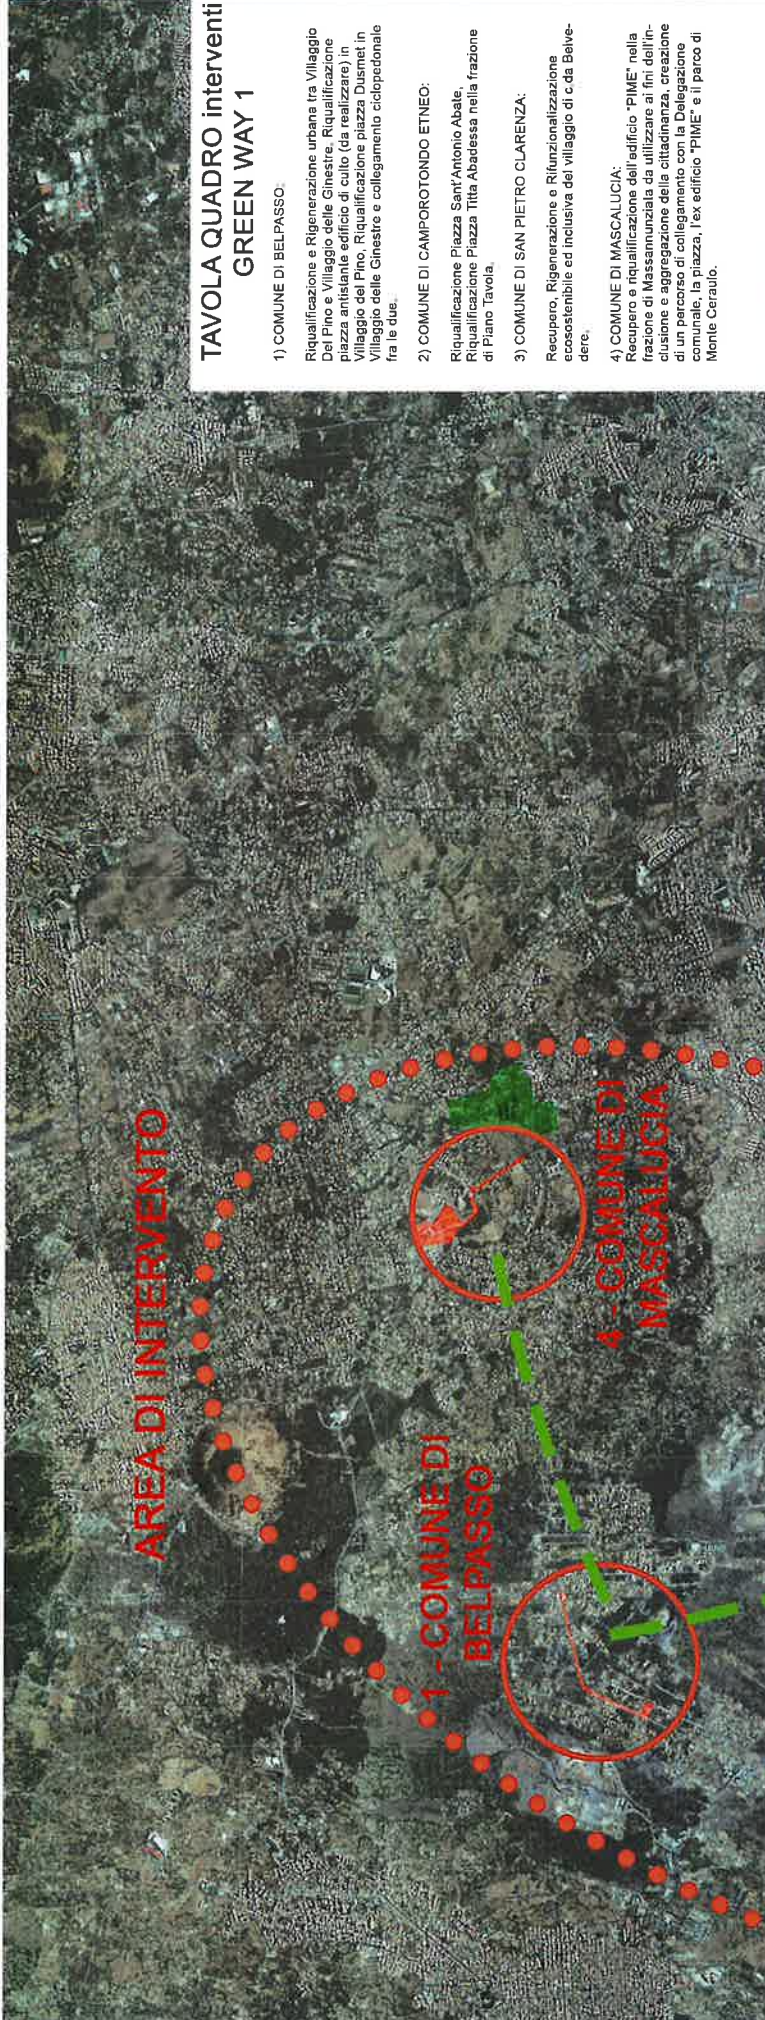 TAVOLA QUADRO interventi
GREEN WAY 1
1) COMUNE DI BELPASSO:
Riqualificazione e Rigenerazione urbana tra Villaggio
Del Pino e Villaggio delle Ginestre, Riqualificazione
piazza antistante edificio di culto (da realizzare) in
Villaggio del Pino, Riqualificazione piazza Dusmet in
Villaggio delle Ginestre e collegamento ciclopedonale
fra le due.
2) COMUNE DI CAMPOROTONDO ETNEO:
Riqualificazione Piazza Sant'Antonio Abate,
Riqualificazione Piazza Titta Abadessa nella frazione
di Piano Tavola.
3) COMUNE DI SAN PIETRO CLARENZA:
Recupero, Rigenerazione e Rifunzionalizzazione
ecosostenibile ed inclusiva del villaggio di c.da Belve-
dere.
4) COMUNE DI MASCALUCIA:
Recupero e riqualificazione dell'edificio "PIME" nella
frazione di Massannunziata da utilizzare ai fini dell'in-
clusione e aggregazione della cittadinanza, creazione
di un percorso di collegamento con la Delegazione
comunale, la piazza, l'ex edificio "PIME" e il parco di
Monte Ceraulo.
AREA DI INTERVENTO
1 - COMUNE DI
BELPASSO
4 - COMUNE DI
MASCALUCIA